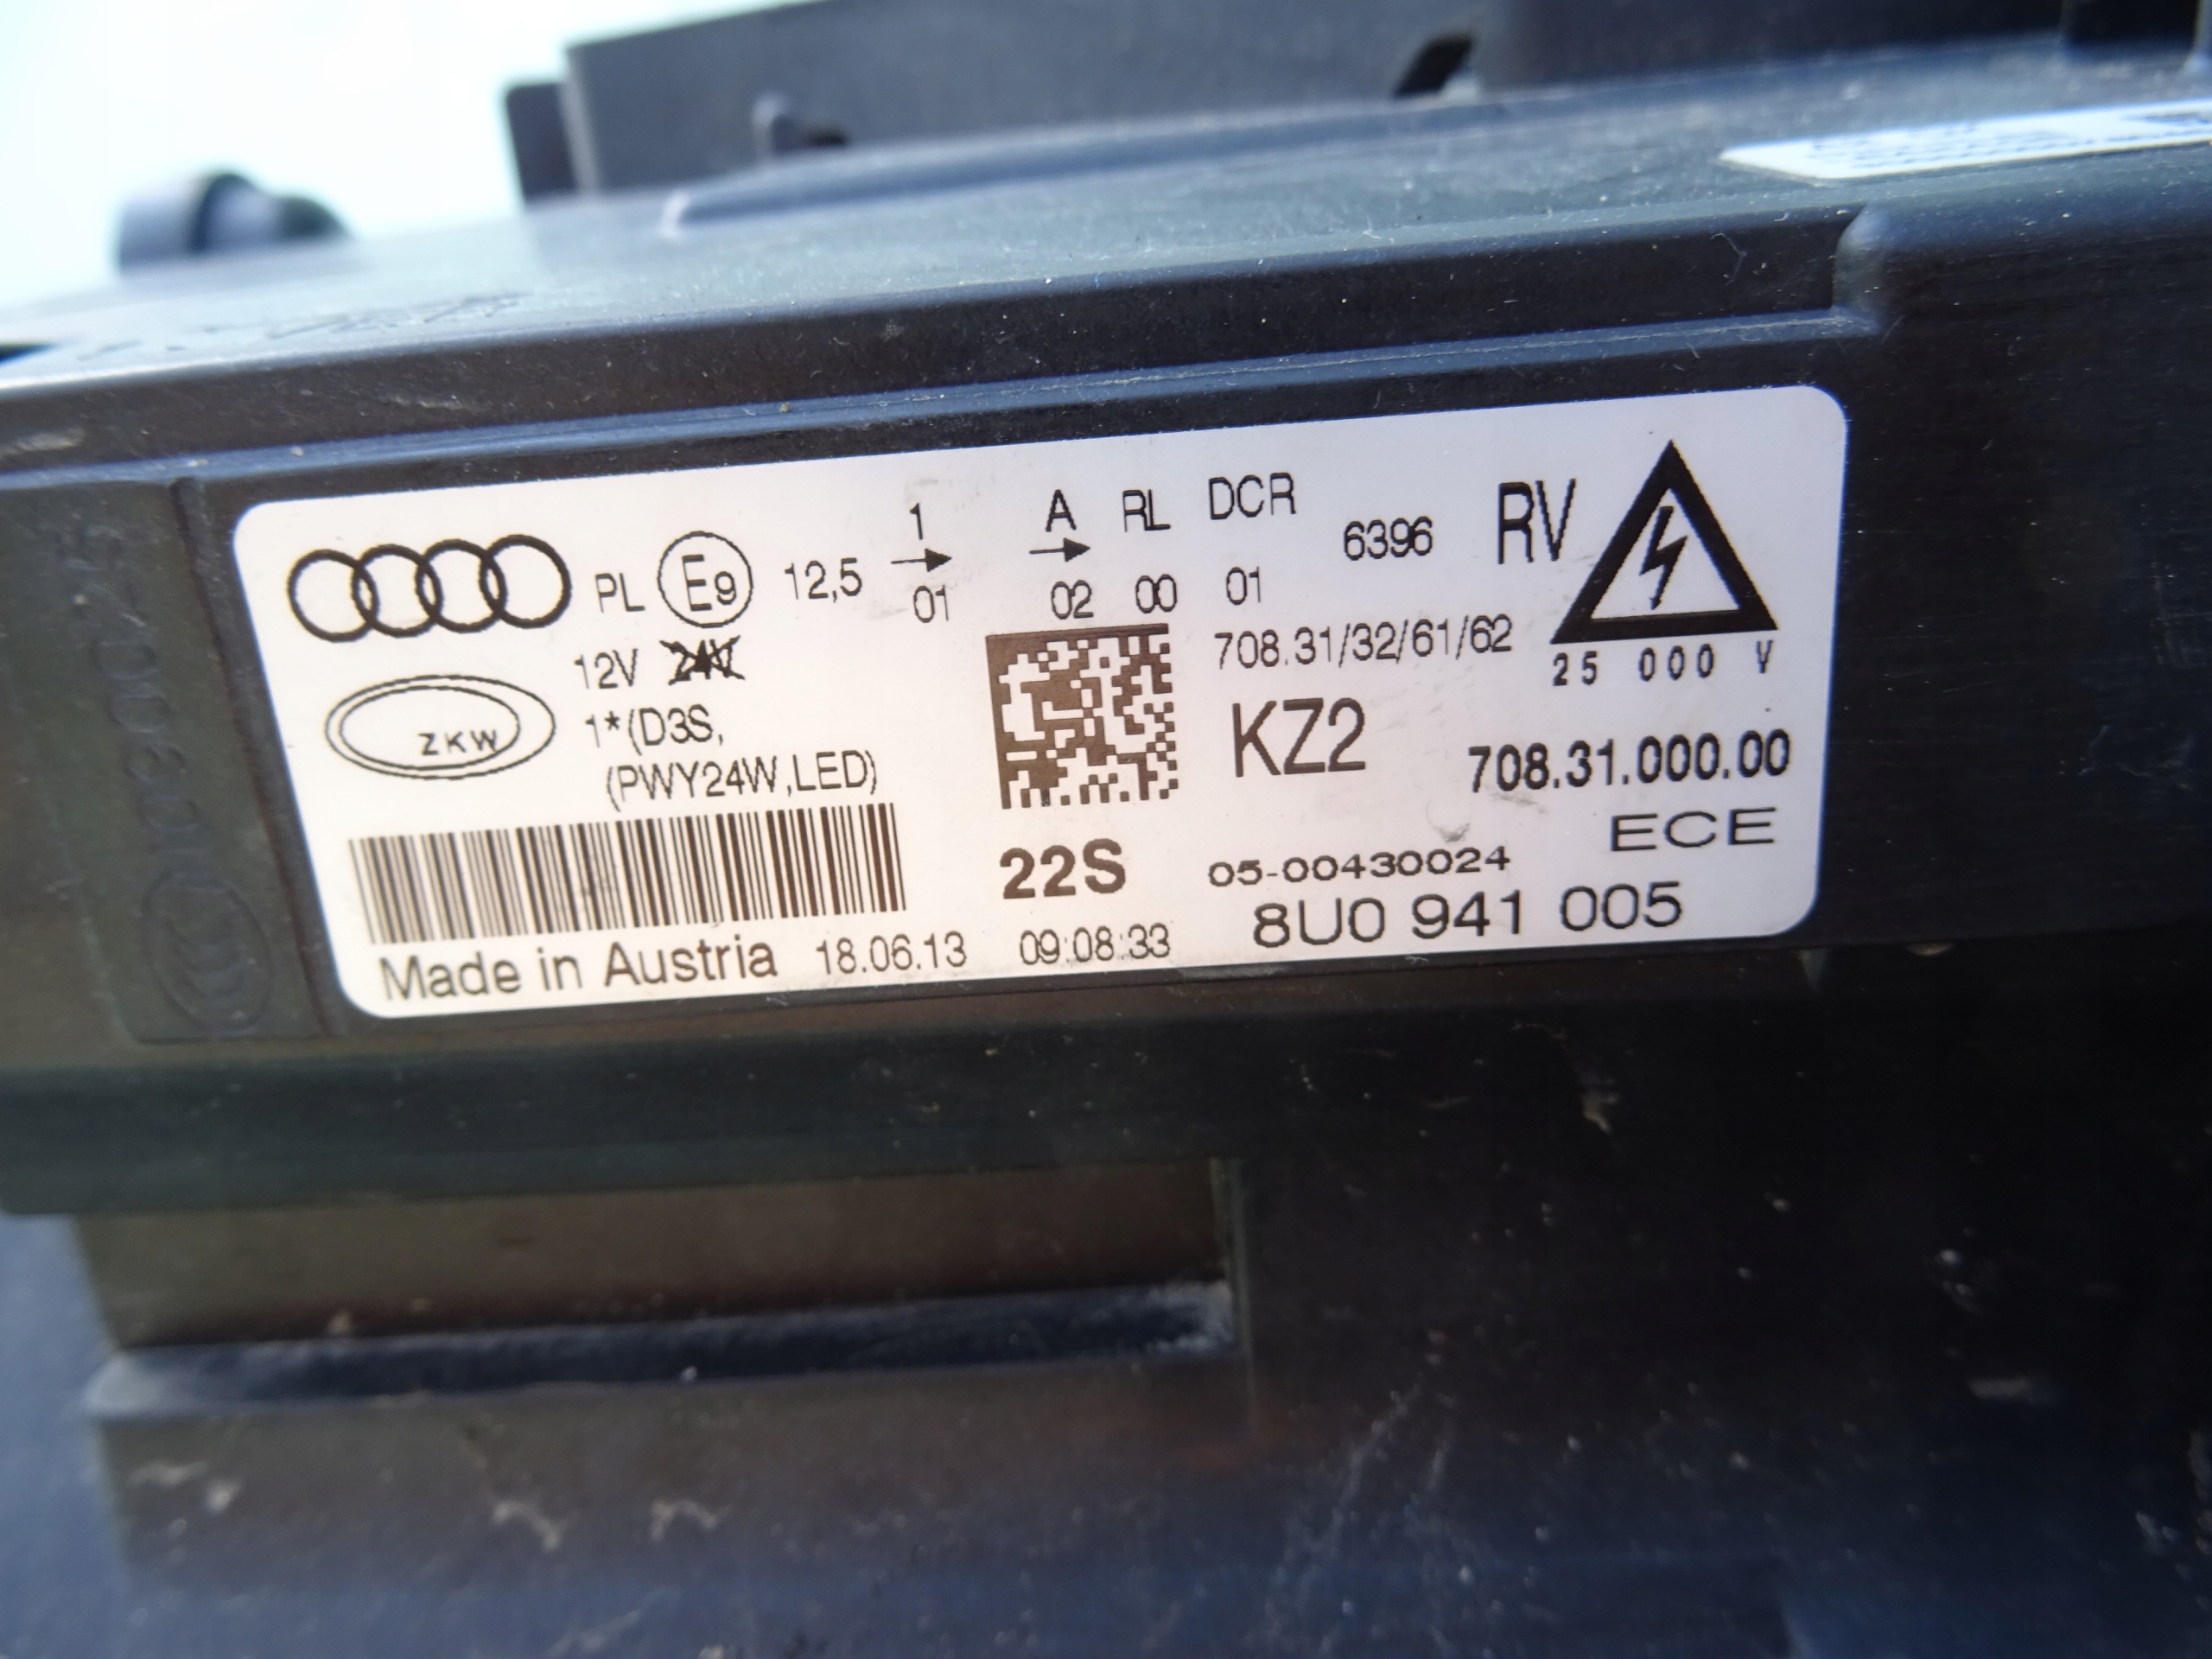 PL E9 12,5 1 A RL DCR 6396 RV
01 02 00 01
12V 24V 708.31/32/61/62 25 000 V
ZKW 1*(D3S, KZ2 708.31.000.00
(PWY24W,LED)
22S 05-00430024 ECE
Made in Austria 18.06.13 09:08:33 8U0 941 005